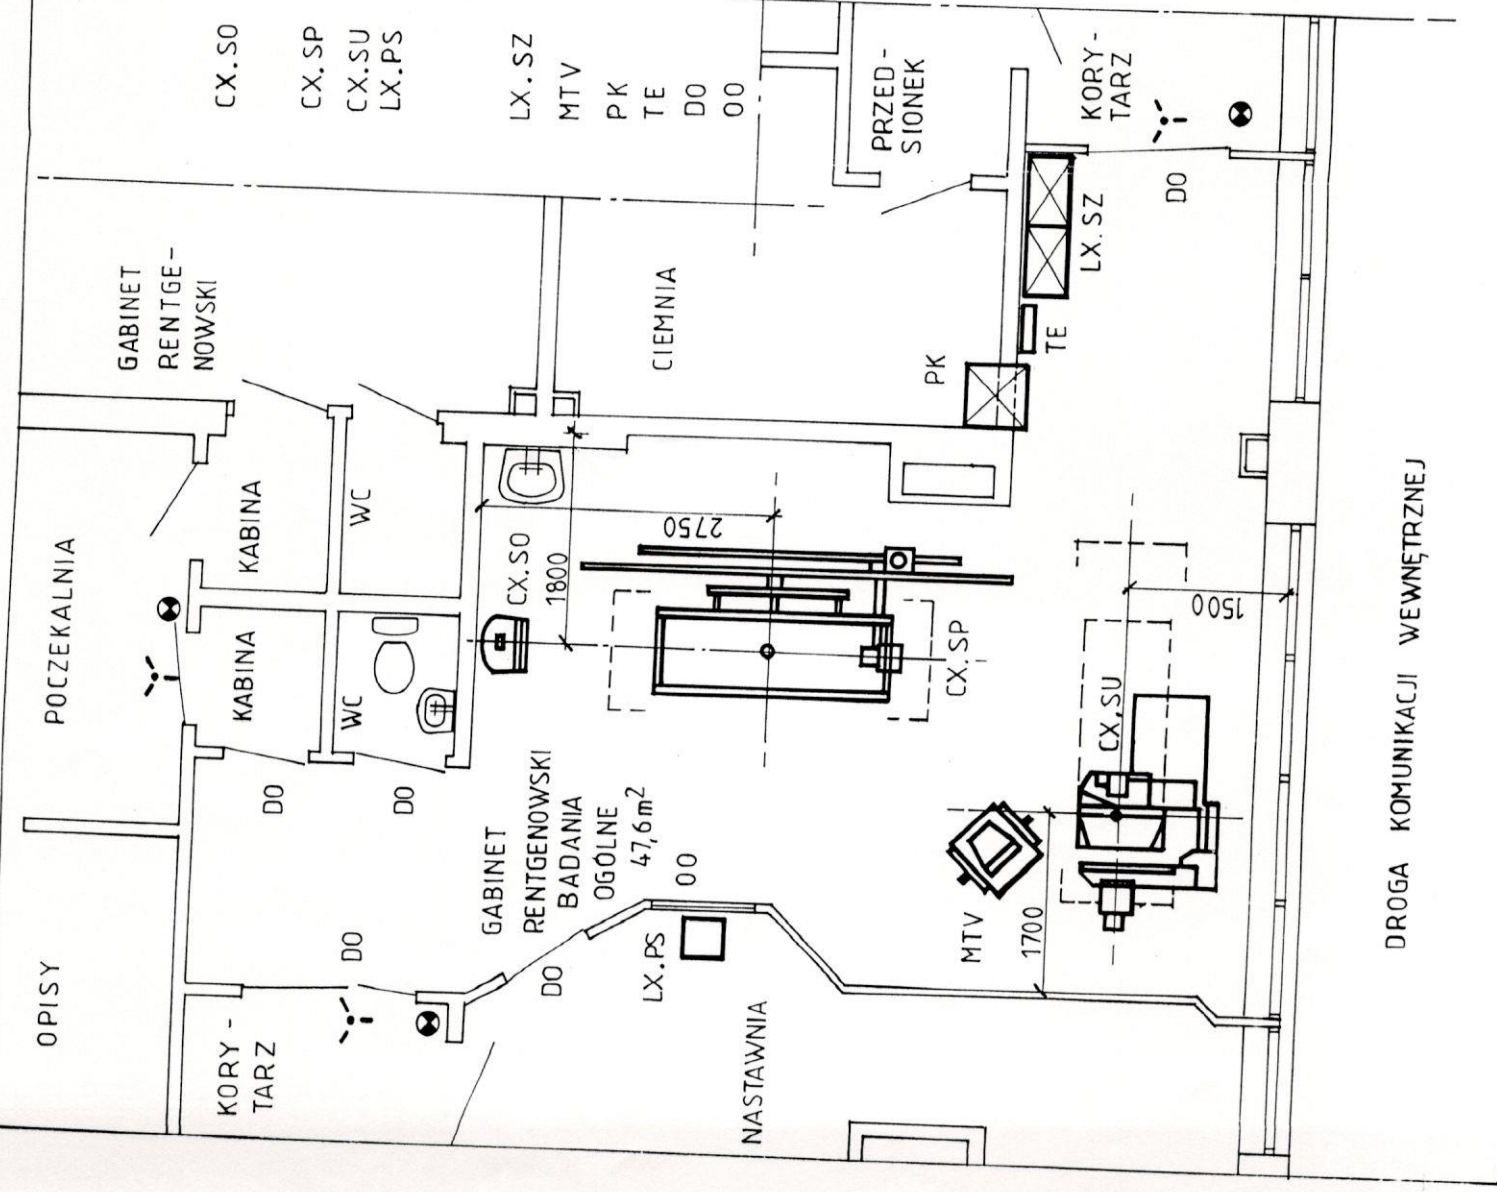 OPISY
POCZEKALNIA
GABINET
RENTGE-
NOWSKI
CX.SO
CX.SP
CX.SU
LX.PS
LX.SZ
MTV
PK
TE
DO
OO
KORY-
TARZ
KABINA
KABINA
WC
WC
DO
DO
DO
GABINET
RENTGENOWSKI
BADANIA
OGÓLNE
47,6m²
OO
DO
CX.SO
1800
2750
CIEMNIA
LX.PS
NASTAWNIA
PRZED-
SIONEK
PK
CX.SP
MTV
1700
CX.SU
TE
LX.SZ
KORY-
TARZ
DO
1500
DROGA KOMUNIKACJI WEWNĘTRZNEJ